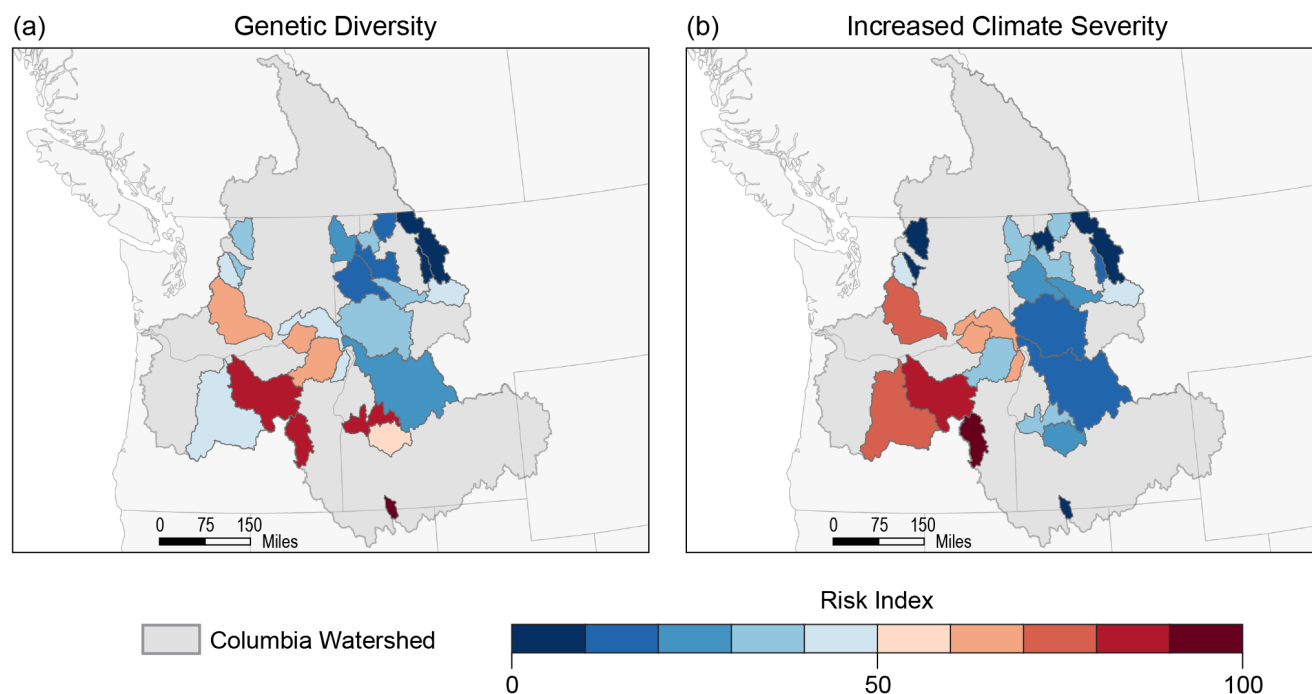 (a) Genetic Diversity
(b) Increased Climate Severity
0 75 150
Miles
0 75 150
Miles
Risk Index
Columbia Watershed
0 50 100